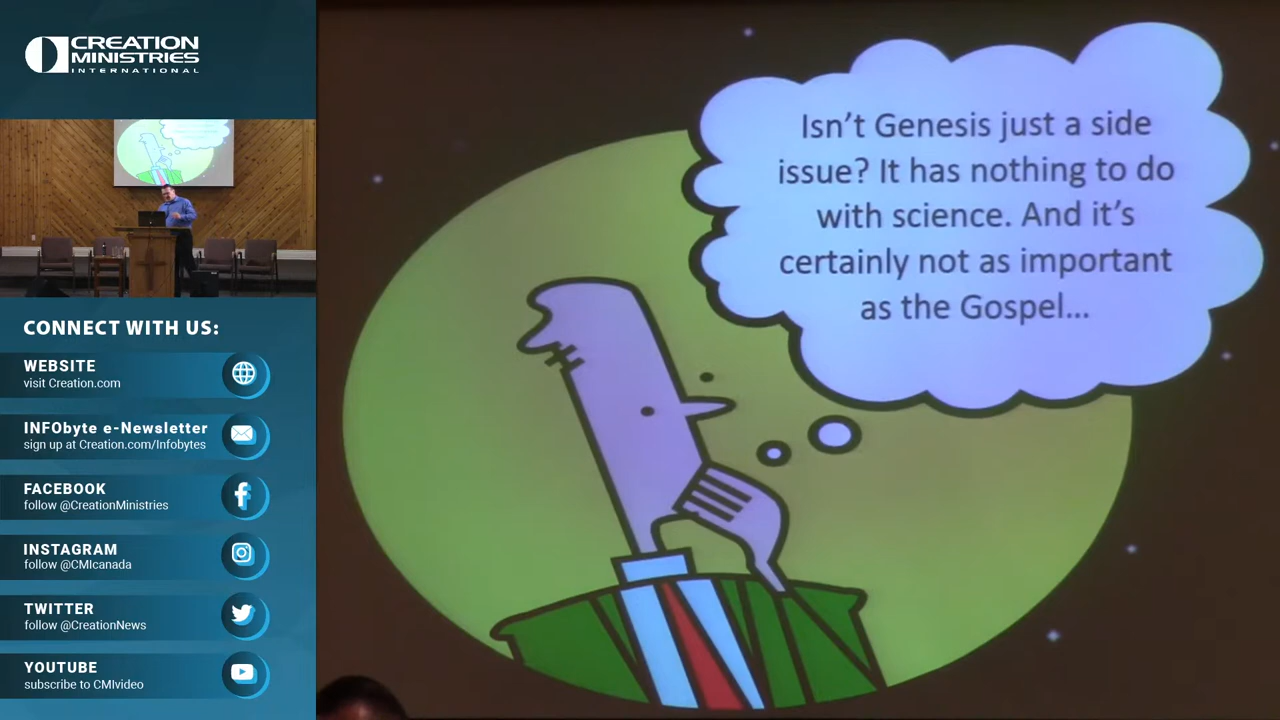 CREATION
MINISTRIES
INTERNATIONAL
CONNECT WITH US:
WEBSITE
visit Creation.com
INFObyte e-Newsletter
sign up at Creation.com/Infobytes
FACEBOOK
follow @CreationMinistries
INSTAGRAM
follow @CMIcanada
TWITTER
follow @CreationNews
YOUTUBE
subscribe to CMIvideo
Isn't Genesis just a side
issue? It has nothing to do
with science. And it's
certainly not as important
as the Gospel...